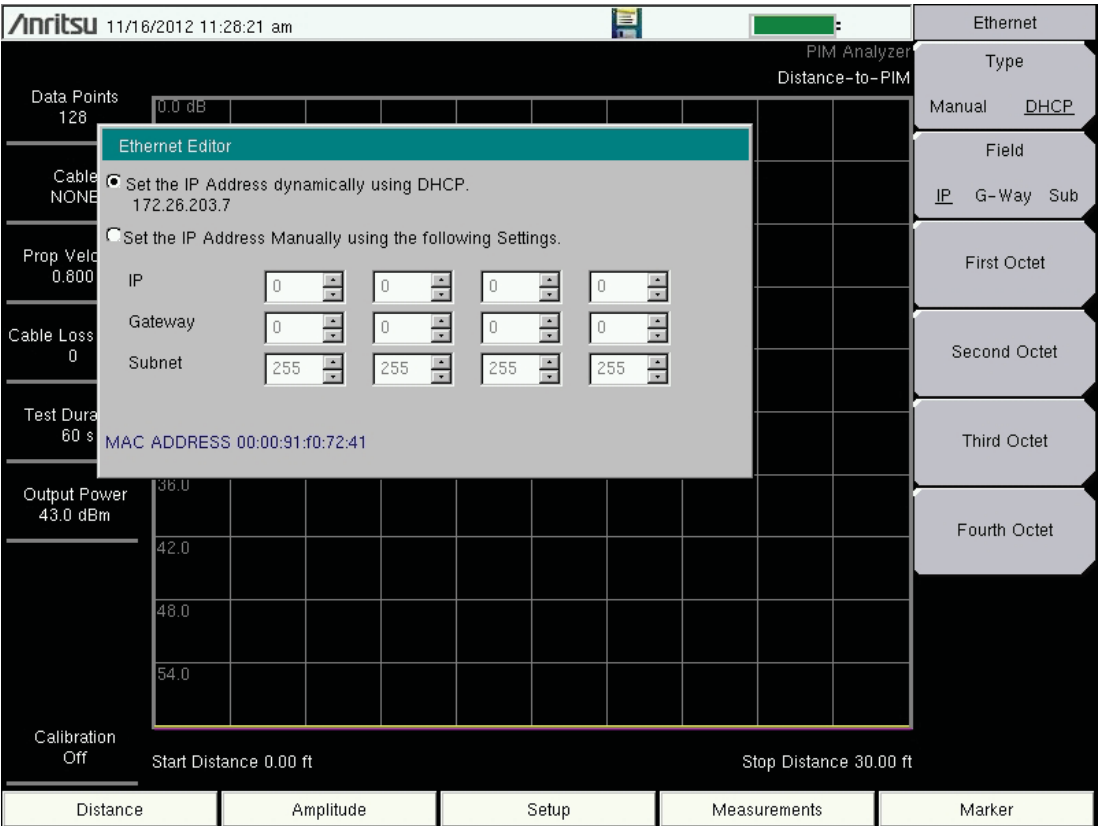 Anritsu 11/16/2012 11:28:21 am
Ethernet
PIM Analyzer
Distance-to-PIM
Type
Manual DHCP
Field
IP G-Way Sub
First Octet
Second Octet
Third Octet
Fourth Octet
Data Points
128
Cable
NONE
Prop Velo
0.800
Cable Loss
0
Test Dura
60 s
Output Power
43.0 dBm
Calibration
Off
0.0 dB
Ethernet Editor
Set the IP Address dynamically using DHCP.
172.26.203.7
Set the IP Address Manually using the following Settings.
IP 0 0 0 0
Gateway 0 0 0 0
Subnet 255 255 255 255
MAC ADDRESS 00:00:91:f0:72:41
36.0
42.0
48.0
54.0
Start Distance 0.00 ft Stop Distance 30.00 ft
Distance Amplitude Setup Measurements Marker